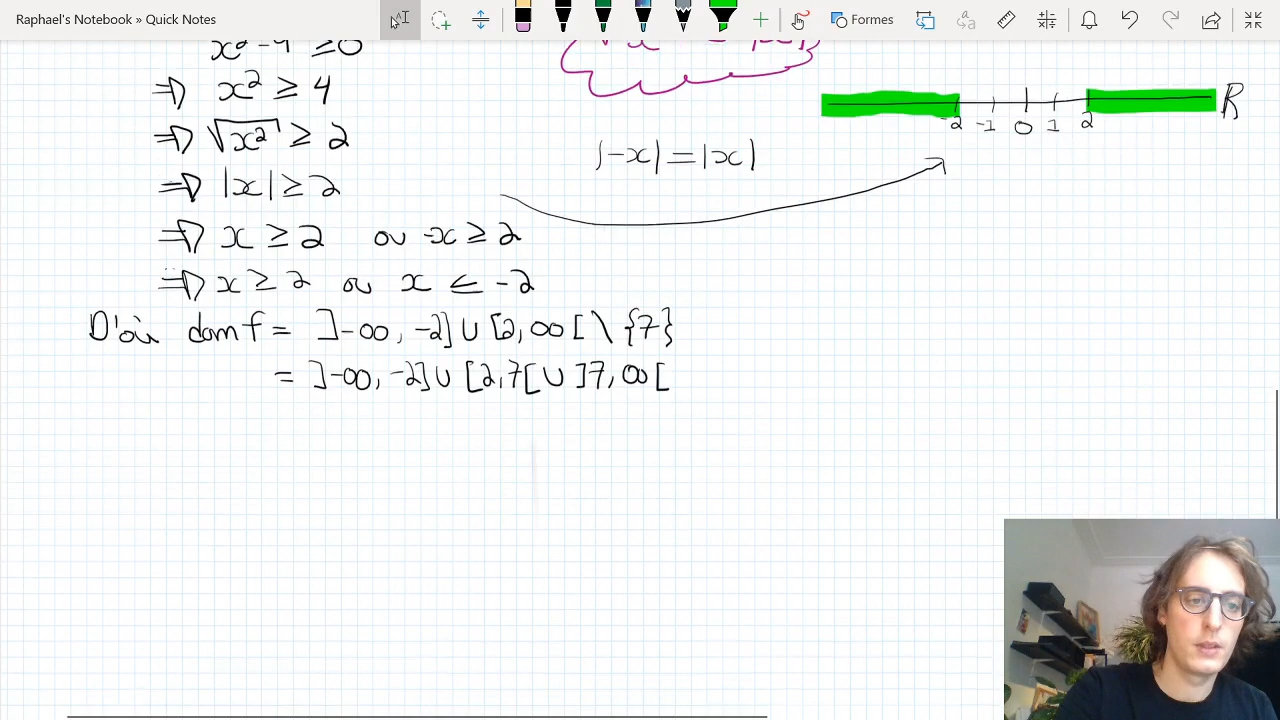 Raphael's Notebook » Quick Notes
Formes
x² - 4 ≥ 0
⇒ x² ≥ 4
⇒ √x² ≥ 2
⇒ |x| ≥ 2
⇒ x ≥ 2 ou -x ≥ 2
⇒ x ≥ 2 ou x ≤ -2
D'où dom f = ]-∞, -2] ∪ [2, ∞[ \ {7}
= ]-∞, -2] ∪ [2,7[ ∪ ]7, ∞[
|-x| = |x|
-2 -1 0 1 2 ℝ